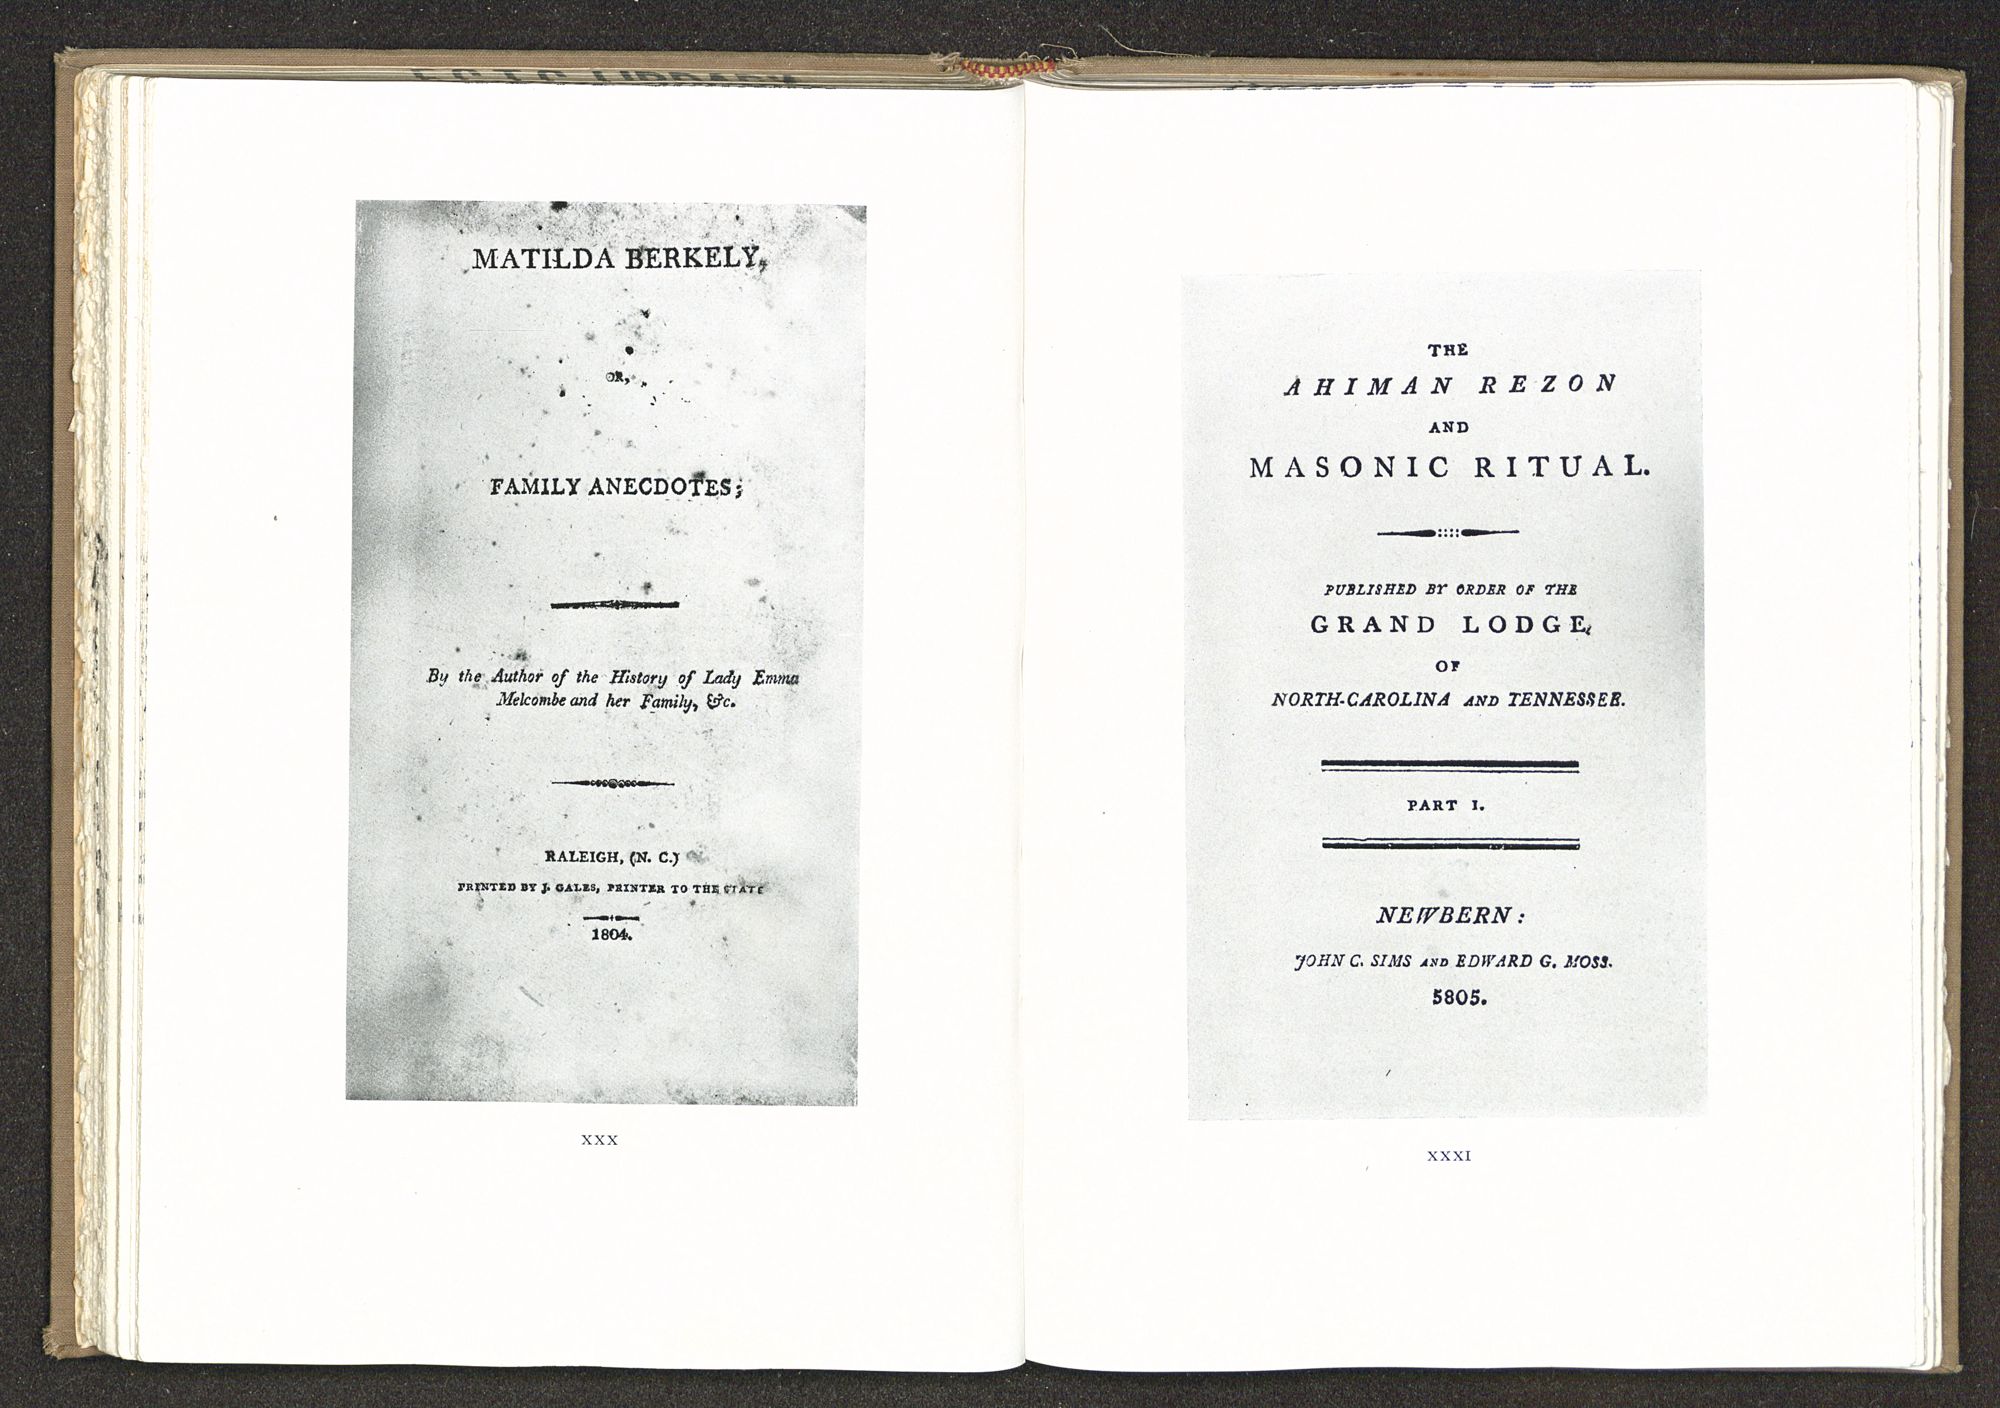 MATILDA BERKELY,
OR,
FAMILY ANECDOTES;
By the Author of the History of Lady Emma
Melcombe and her Family, &c.
RALEIGH, (N. C.)
PRINTED BY J. GALES, PRINTER TO THE STATE
1804.
XXX
THE
AHIMAN REZON
AND
MASONIC RITUAL.
PUBLISHED BY ORDER OF THE
GRAND LODGE,
OF
NORTH-CAROLINA AND TENNESSEE.
PART I.
NEWBERN:
JOHN C. SIMS AND EDWARD G. MOSS.
5805.
XXXI